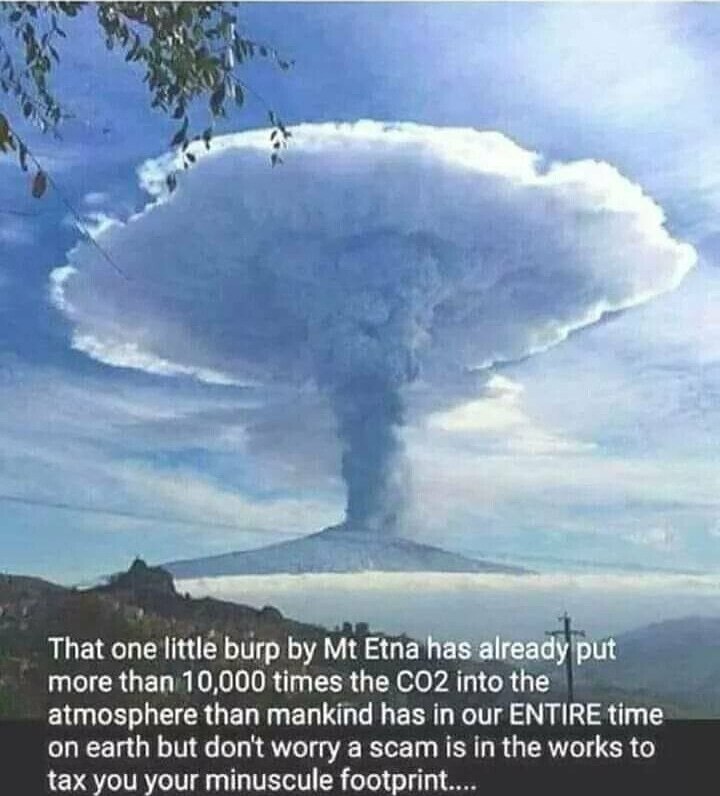 That one little burp by Mt Etna has already put
more than 10,000 times the CO2 into the
atmosphere than mankind has in our ENTIRE time
on earth but don't worry a scam is in the works to
tax you your minuscule footprint....